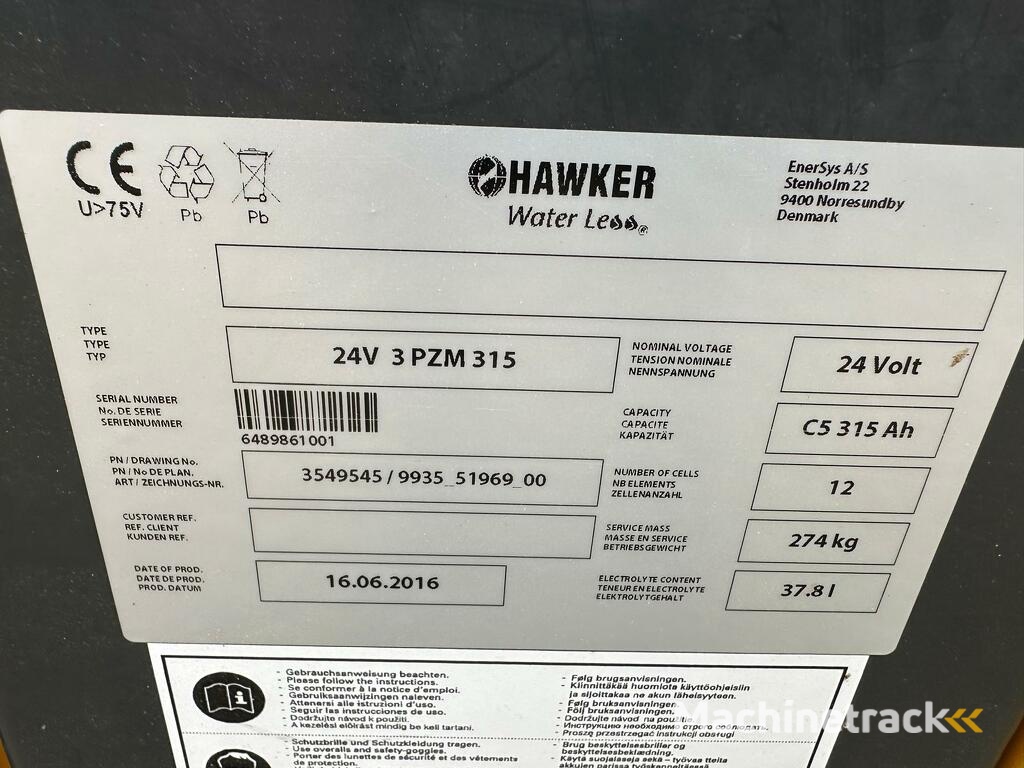 CE
U>75V
Pb
Pb
HAWKER
Water Less®
EnerSys A/S
Stenholm 22
9400 Norresundby
Denmark
TYPE
TYPE
TYP
24V 3 PZM 315
NOMINAL VOLTAGE
TENSION NOMINALE
NENNSPANNUNG
24 Volt
SERIAL NUMBER
No. DE SERIE
SERIENNUMMER
6489861001
CAPACITY
CAPACITE
KAPAZITÄT
C5 315 Ah
PN / DRAWING No.
PN / No DE PLAN.
ART / ZEICHNUNGS-NR.
3549545 / 9935_51969_00
NUMBER OF CELLS
NB ELEMENTS
ZELLENANZAHL
12
CUSTOMER REF.
REF. CLIENT
KUNDEN REF.
SERVICE MASS
MASSE EN SERVICE
BETRIEBSGEWICHT
274 kg
DATE OF PROD.
DATE DE PROD.
PROD. DATUM
16.06.2016
ELECTROLYTE CONTENT
TENEUR EN ELECTROLYTE
ELEKTROLYTGEHALT
37.8 l
- Gebrauchsanweisung beachten.
- Please follow the instructions.
- Se conformer à la notice d'emploi.
- Gebruiksaanwijzingen naleven.
- Attenersi alle istruzioni d'uso.
- Seguir las instrucciones de uso.
- Dodržujte návod k použití.
- A kezelési előírást mindig be kell tartani.
- Følg brugsanvisningen.
- Kiinnittäkää huomiota käyttöohjeisiin
ja sijoittakaa ne akun läheisyyteen.
- Følg bruksanvisningen
- Följ bruksanvisningen.
- Dodržujte návod na použitie.
- Инструкцию необходимо строго соблюдать.
- Proszę przestrzegać instrukcji obsługi
- Schutzbrille und Schutzkleidung tragen.
- Use overalls and safety-goggles.
- Porter des lunettes de sécurité et des vêtements
de protection.
- Brug beskyttelsesbriller og
beskyttelsesbeklædning.
- Käytä suojalaseja sekä – työvaa tteita
akkujen parissa työskenneltäessä
Machinetrack